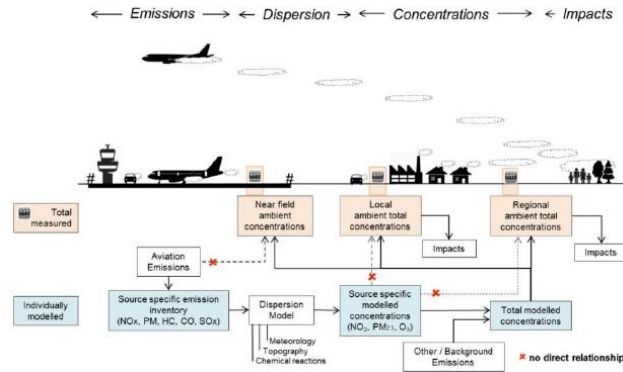 Emissions Dispersion Concentrations Impacts
Total
measured
Near field
ambient
concentrations
Local
ambient total
concentrations
Regional
ambient total
concentrations
Impacts
Impacts
Aviation
Emissions
Individually
modelled
Source specific emission
inventory
(NOx, PM, HC, CO, SOx)
Dispersion
Model
Meteorology
Topography
Chemical reactions
Source specific
modelled
concentrations
(NO2, PM2.5, O3)
Total modelled
concentrations
Other / Background
Emissions
no direct relationship